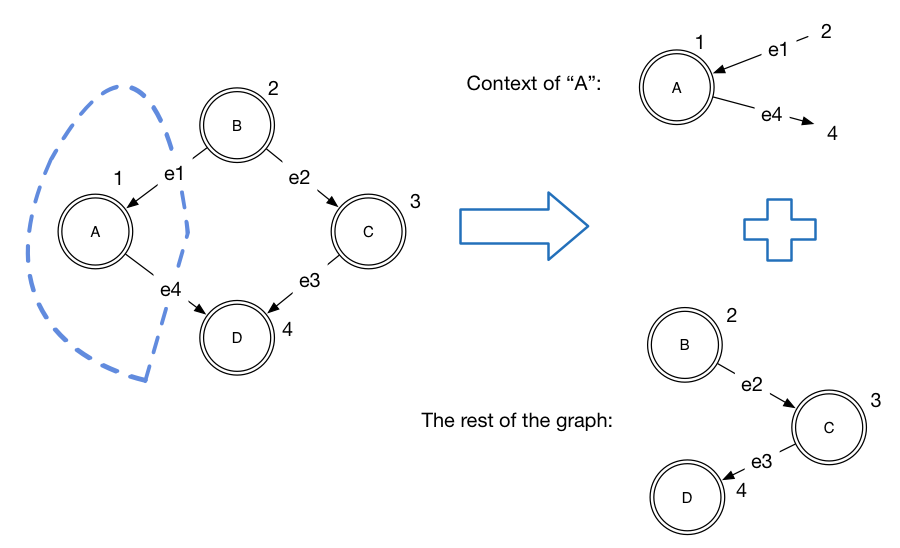 2
B
e1
e2
1
A
3
C
e4
e3
D
4
Context of “A”:
1
A
e1
2
e4
4
The rest of the graph:
2
B
e2
3
C
e3
D
4